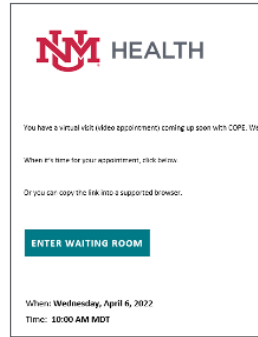 UNM HEALTH
You have a virtual visit (video appointment) coming up soon with COPE. We
When it's time for your appointment, click below.
Or you can copy the link into a supported browser.
ENTER WAITING ROOM
When: Wednesday, April 6, 2022
Time: 10:00 AM MDT